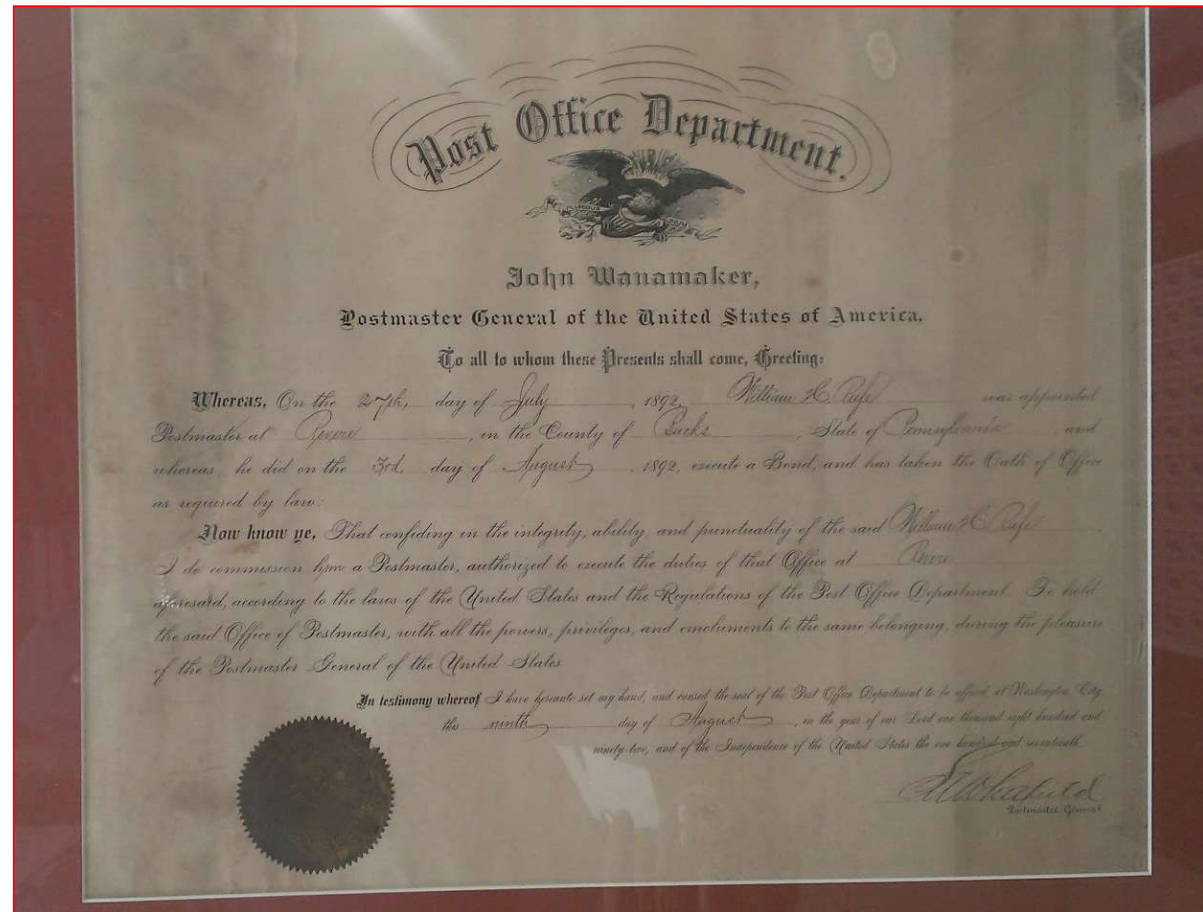 Post Office Department.
John Wanamaker,
Postmaster General of the United States of America.
To all to whom these Presents shall come, Greeting:
Whereas, On the 27th, day of July, 1892, William H. was appointed
Postmaster at Revere, in the County of Bucks, State of Pennsylvania and
whereas, he did on the 3rd, day of August, 1892, execute a Bond, and has taken the Oath of Office
as required by law:
Now know ye, That confiding in the integrity, ability, and punctuality of the said William H.
I do commission him a Postmaster, authorized to execute the duties of that Office at Revere
aforesaid, according to the laws of the United States and the Regulations of the Post Office Department. To hold
the said Office of Postmaster, with all the powers, privileges, and emoluments to the same belonging, during the pleasure
of the Postmaster General of the United States
In testimony whereof I have hereunto set my hand, and caused the seal of the Post Office Department to be affixed, at Washington City
this ninth day of August, in the year of our Lord one thousand eight hundred and
ninety-two, and of the Independence of the United States the one hundred and seventeenth.
Postmaster General